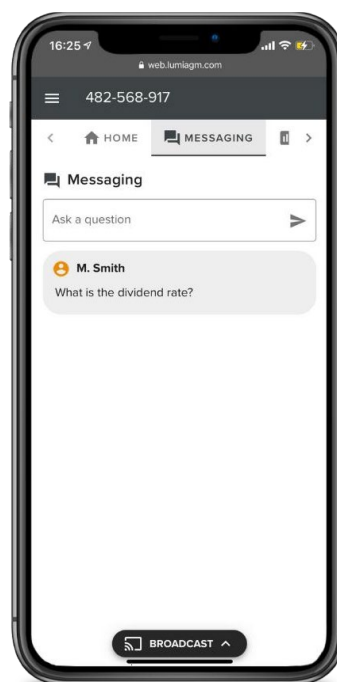 16:25
web.lumiagm.com
482-568-917
HOME
MESSAGING
Messaging
Ask a question
M. Smith
What is the dividend rate?
BROADCAST